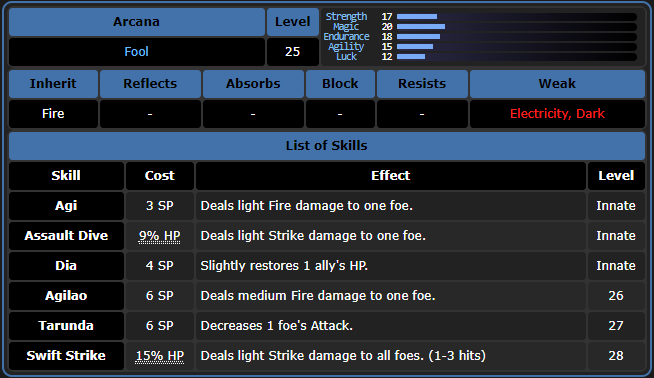 Arcana Level
Fool 25
Strength 17
Magic 20
Endurance 18
Agility 15
Luck 12
Inherit Reflects Absorbs Block Resists Weak
Fire - - - - Electricity, Dark
List of Skills
Skill Cost Effect Level
Agi 3 SP Deals light Fire damage to one foe. Innate
Assault Dive 9% HP Deals light Strike damage to one foe. Innate
Dia 4 SP Slightly restores 1 ally's HP. Innate
Agilao 6 SP Deals medium Fire damage to one foe. 26
Tarunda 6 SP Decreases 1 foe's Attack. 27
Swift Strike 15% HP Deals light Strike damage to all foes. (1-3 hits) 28